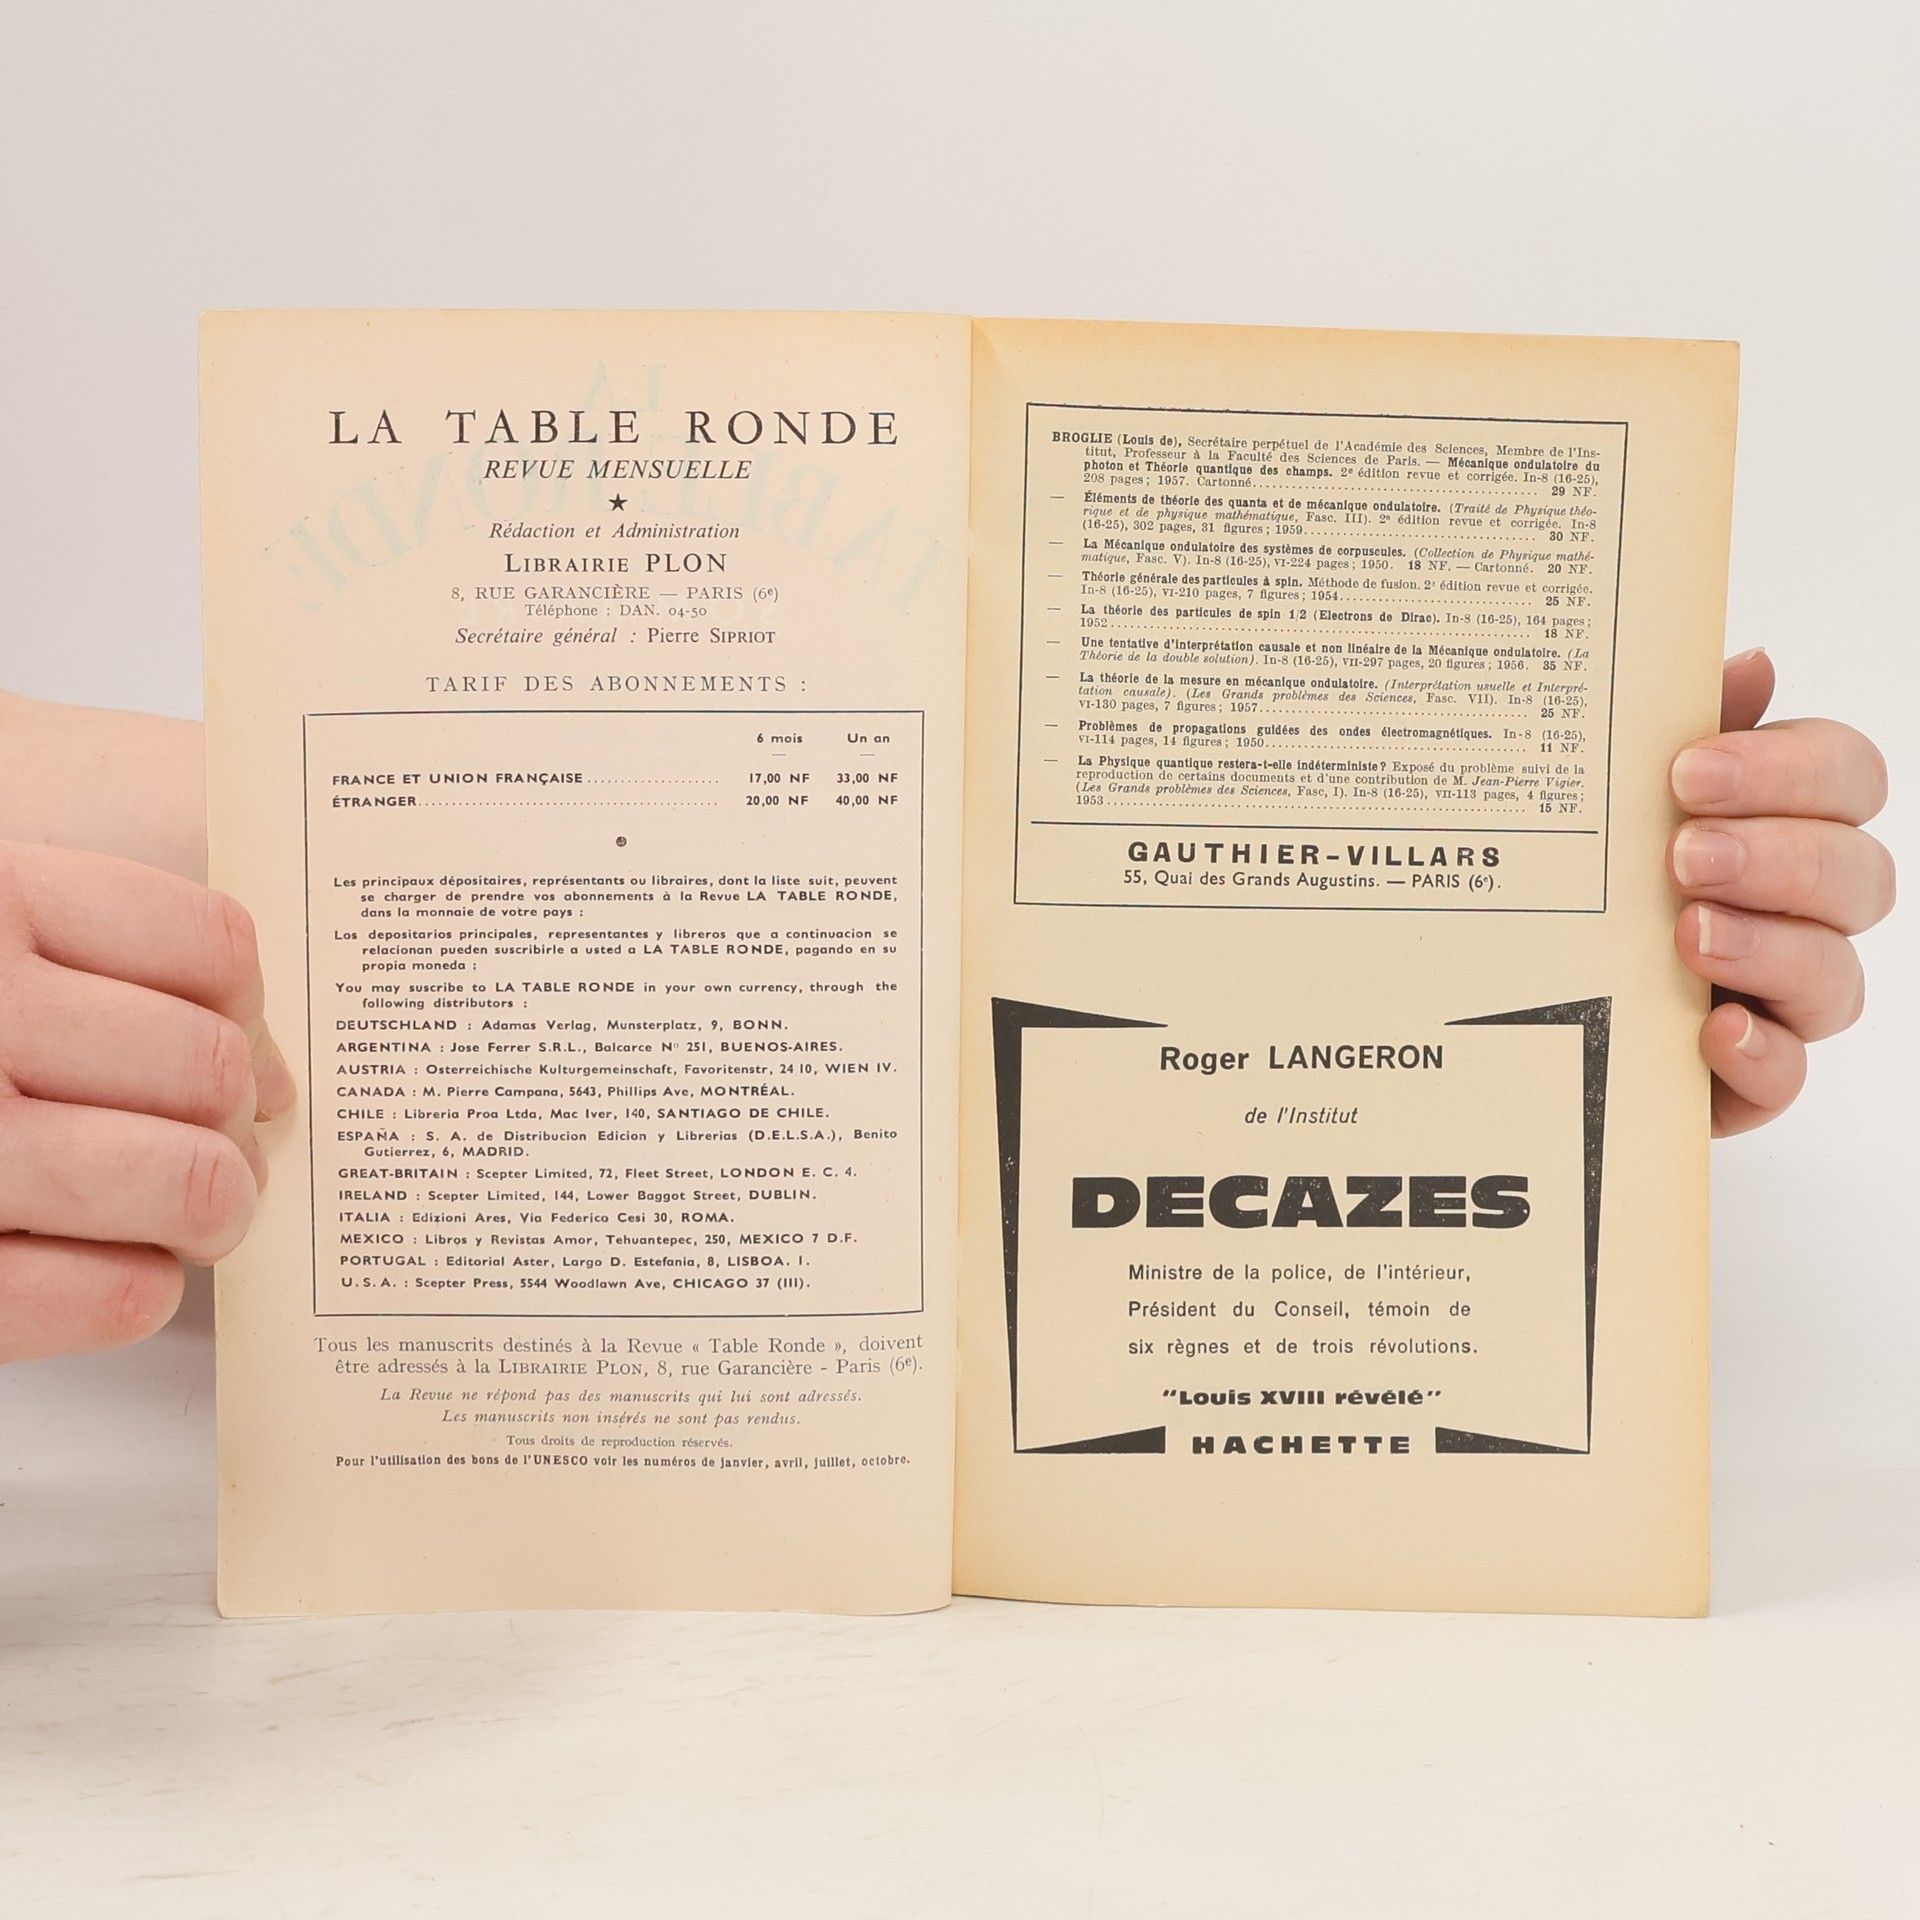 LA TABLE RONDE
REVUE MENSUELLE
★
Rédaction et Administration
LIBRAIRIE PLON
8, RUE GARANCIÈRE — PARIS (6e)
Téléphone : DAN. 04-50
Secrétaire général : Pierre SIPRIOT
TARIF DES ABONNEMENTS :
6 mois Un an
FRANCE ET UNION FRANÇAISE .................... 17,00 NF 33,00 NF
ÉTRANGER ............................................. 20,00 NF 40,00 NF
Les principaux dépositaires, représentants ou libraires, dont la liste suit, peuvent
se charger de prendre vos abonnements à la Revue LA TABLE RONDE,
dans la monnaie de votre pays :
Los depositarios principales, representantes y libreros que a continuacion se
relacionan pueden suscribirle a usted a LA TABLE RONDE, pagando en su
propia moneda :
You may suscribe to LA TABLE RONDE in your own currency, through the
following distributors :
DEUTSCHLAND : Adamas Verlag, Munsterplatz, 9, BONN.
ARGENTINA : Jose Ferrer S.R.L., Balcarce Nº 251, BUENOS-AIRES.
AUSTRIA : Osterreichische Kulturgemeinschaft, Favoritenstr, 24 10, WIEN IV.
CANADA : M. Pierre Campana, 5643, Phillips Ave, MONTRÉAL.
CHILE : Libreria Proa Ltda, Mac Iver, 140, SANTIAGO DE CHILE.
ESPAÑA : S. A. de Distribucion Edicion y Librerias (D.E.L.S.A.), Benito
Gutierrez, 6, MADRID.
GREAT-BRITAIN : Scepter Limited, 72, Fleet Street, LONDON E. C. 4.
IRELAND : Scepter Limited, 144, Lower Baggot Street, DUBLIN.
ITALIA : Edizioni Ares, Via Federico Cesi 30, ROMA.
MEXICO : Libros y Revistas Amor, Tehuantepec, 250, MEXICO 7 D.F.
PORTUGAL : Editorial Aster, Largo D. Estefania, 8, LISBOA. 1.
U.S.A. : Scepter Press, 5544 Woodlawn Ave, CHICAGO 37 (III).
Tous les manuscrits destinés à la Revue « Table Ronde », doivent
être adressés à la LIBRAIRIE PLON, 8, rue Garancière - Paris (6e).
La Revue ne répond pas des manuscrits qui lui sont adressés.
Les manuscrits non insérés ne sont pas rendus.
Tous droits de reproduction réservés.
Pour l'utilisation des bons de l'UNESCO voir les numéros de janvier, avril, juillet, octobre.
BROGLIE (Louis de), Secrétaire perpétuel de l'Académie des Sciences, Membre de l'Ins-
titut, Professeur à la Faculté des Sciences de Paris. — Mécanique ondulatoire du
photon et Théorie quantique des champs. 2e édition revue et corrigée. In-8 (16-25),
208 pages; 1957. Cartonné........................................ 29 NF.
— Éléments de théorie des quanta et de mécanique ondulatoire. (Traité de Physique théo-
rique et de physique mathématique, Fasc. III). 2e édition revue et corrigée. In-8
(16-25), 302 pages, 31 figures; 1959.............................. 30 NF.
— La Mécanique ondulatoire des systèmes de corpuscules. (Collection de Physique mathé-
matique, Fasc. V). In-8 (16-25), VI-224 pages; 1950. 18 NF. — Cartonné. 20 NF.
— Théorie générale des particules à spin. Méthode de fusion. 2e édition revue et corrigée.
In-8 (16-25), VI-210 pages, 7 figures; 1954......................... 25 NF.
— La théorie des particules de spin 1/2 (Electrons de Dirac). In-8 (16-25), 164 pages;
1952............................................................ 18 NF.
— Une tentative d'interprétation causale et non linéaire de la Mécanique ondulatoire. (La
Théorie de la double solution). In-8 (16-25), VII-297 pages, 20 figures; 1956. 35 NF.
— La théorie de la mesure en mécanique ondulatoire. (Interprétation usuelle et Interpré-
tation causale). (Les Grands problèmes des Sciences, Fasc. VII). In-8 (16-25),
VI-130 pages, 7 figures; 1957..................................... 25 NF.
— Problèmes de propagations guidées des ondes électromagnétiques. In-8 (16-25),
VI-114 pages, 14 figures; 1950.................................... 11 NF.
— La Physique quantique restera-t-elle indéterministe? Exposé du problème suivi de la
reproduction de certains documents et d'une contribution de M. Jean-Pierre Vigier.
(Les Grands problèmes des Sciences, Fasc, I). In-8 (16-25), VII-113 pages, 4 figures;
1953............................................................ 15 NF.
GAUTHIER-VILLARS
55, Quai des Grands Augustins. — PARIS (6e).
Roger LANGERON
de l'Institut
DECAZES
Ministre de la police, de l'intérieur,
Président du Conseil, témoin de
six règnes et de trois révolutions.
"Louis XVIII révélé"
HACHETTE